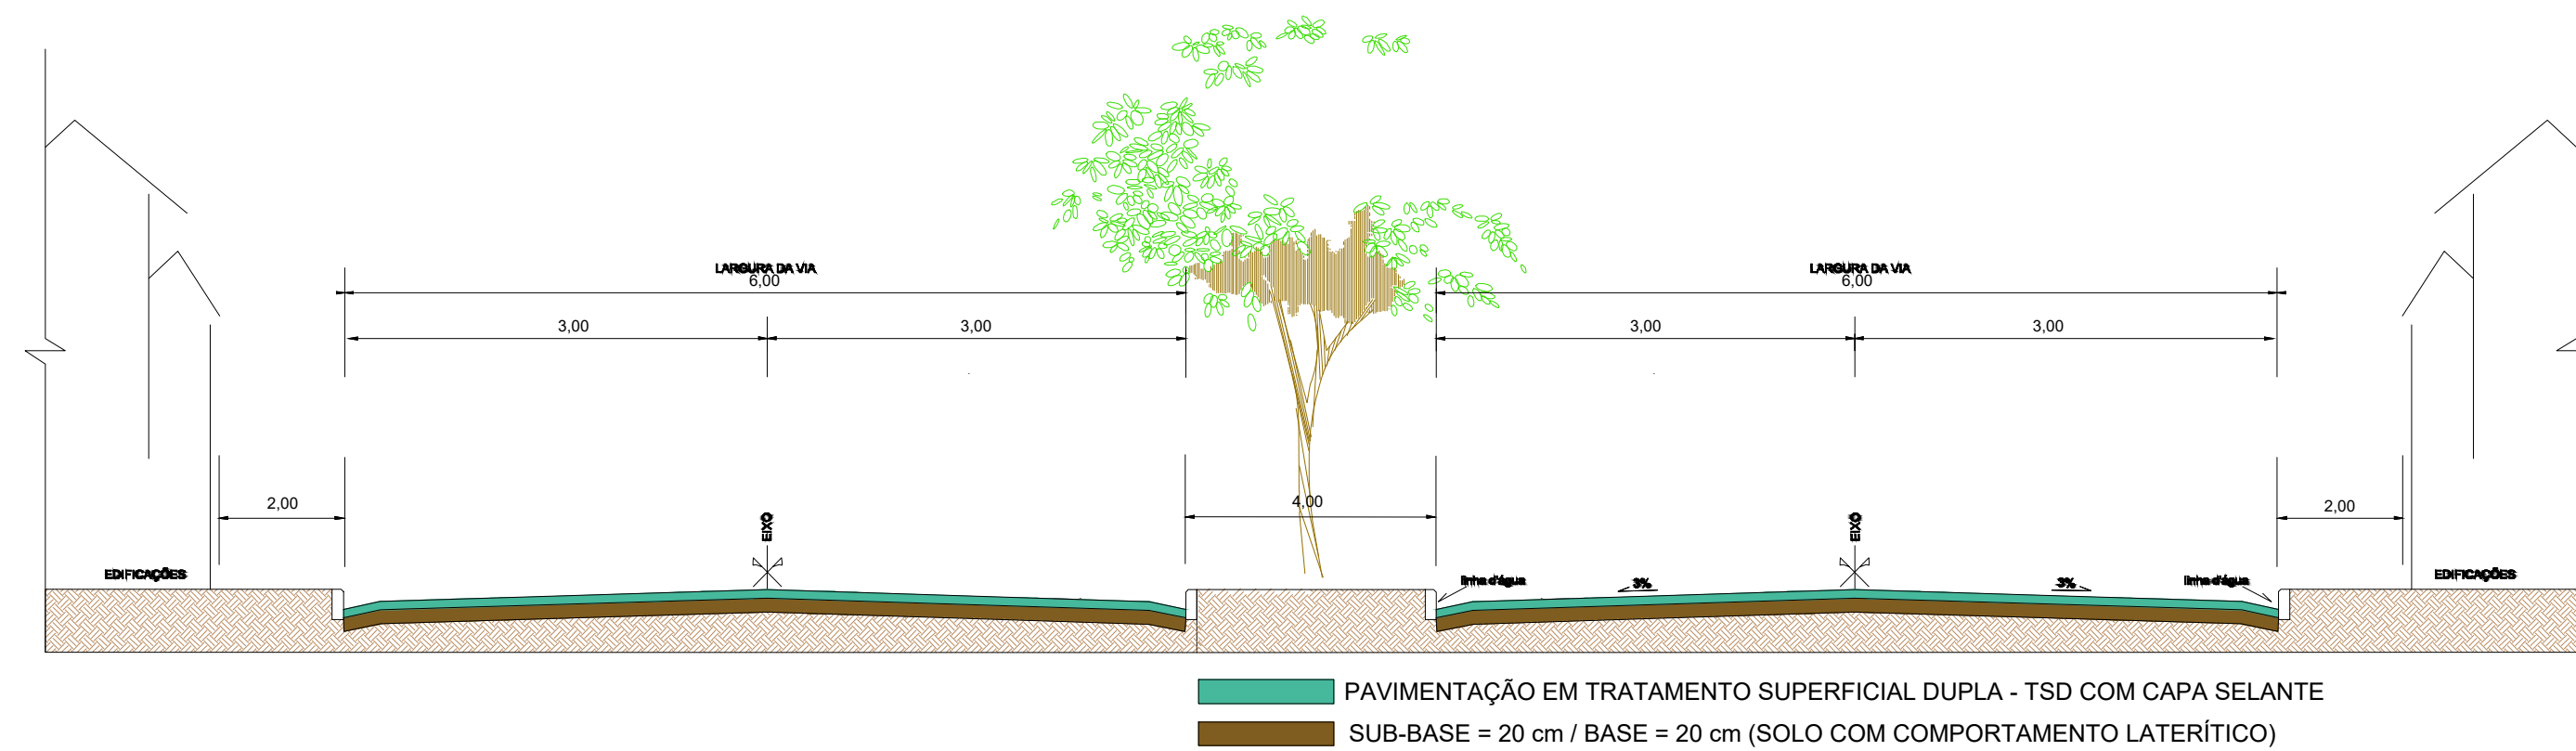 LARGURA DA VIA
6,00
LARGURA DA VIA
6,00
3,00
3,00
3,00
3,00
2,00
4,00
2,00
EIXO
EIXO
EDIFICAÇÕES
linha d'água
3%
3%
linha d'água
EDIFICAÇÕES
PAVIMENTAÇÃO EM TRATAMENTO SUPERFICIAL DUPLA - TSD COM CAPA SELANTE
SUB-BASE = 20 cm / BASE = 20 cm (SOLO COM COMPORTAMENTO LATERÍTICO)